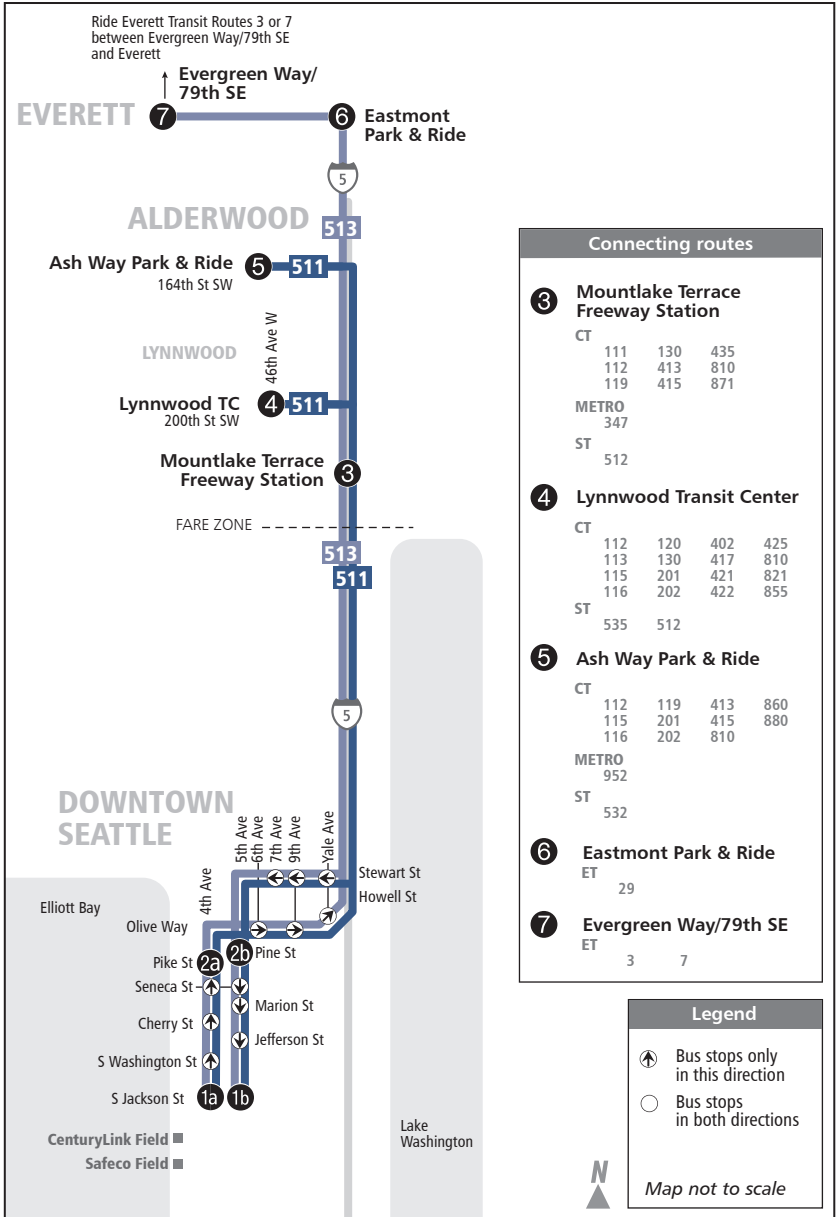 Ride Everett Transit Routes 3 or 7
between Evergreen Way/79th SE
and Everett
Evergreen Way/
79th SE
EVERETT
7
6
Eastmont
Park & Ride
5
ALDERWOOD
513
Ash Way Park & Ride
5
511
164th St SW
LYNNWOOD
46th Ave W
Lynnwood TC
4
511
200th St SW
Mountlake Terrace
Freeway Station
3
FARE ZONE
513
511
5
DOWNTOWN
SEATTLE
4th Ave
5th Ave
6th Ave
7th Ave
9th Ave
Yale Ave
Stewart St
Howell St
Elliott Bay
Olive Way
Pike St
2a
2b
Pine St
Seneca St
Marion St
Cherry St
Jefferson St
S Washington St
S Jackson St
1a
1b
CenturyLink Field
Safeco Field
Lake
Washington
Connecting routes
3 Mountlake Terrace
Freeway Station
CT
111 130 435
112 413 810
119 415 871
METRO
347
ST
512
4 Lynnwood Transit Center
CT
112 120 402 425
113 130 417 810
115 201 421 821
116 202 422 855
ST
535 512
5 Ash Way Park & Ride
CT
112 119 413 860
115 201 415 880
116 202 810
METRO
952
ST
532
6 Eastmont Park & Ride
ET
29
7 Evergreen Way/79th SE
ET
3 7
Legend
Bus stops only
in this direction
Bus stops
in both directions
Map not to scale
N